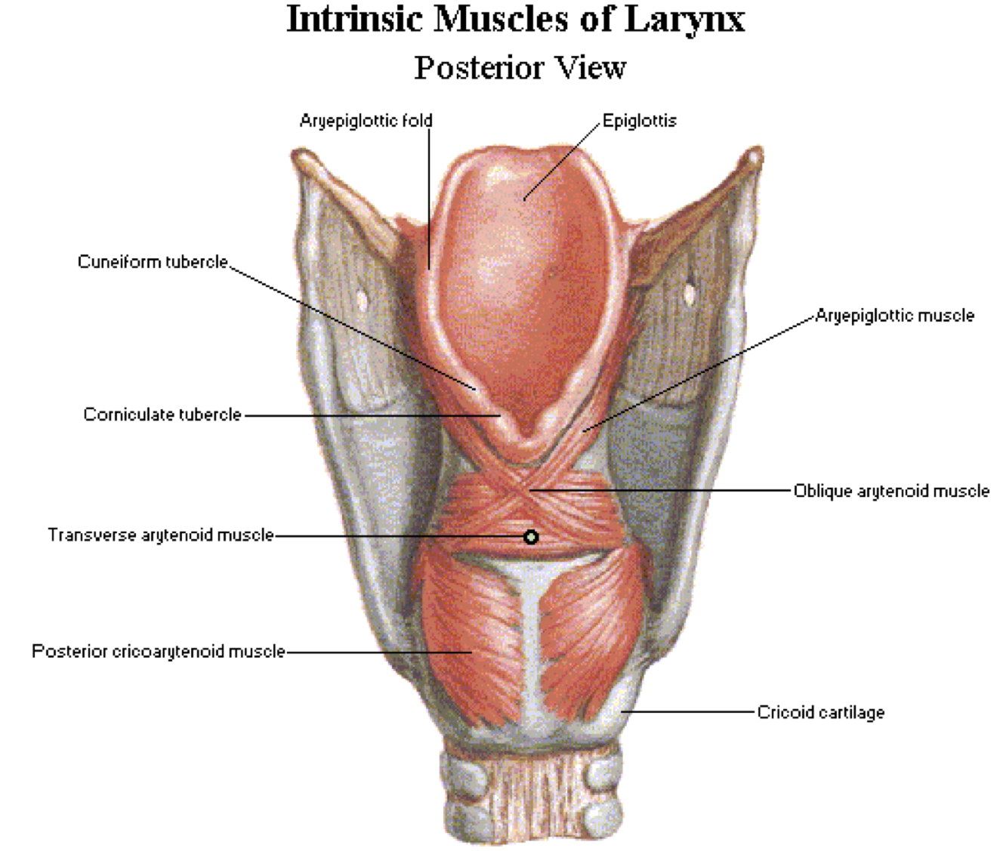 Intrinsic Muscles of Larynx
Posterior View
Aryepiglottic fold
Epiglottis
Cuneiform tubercle
Aryepiglottic muscle
Corniculate tubercle
Oblique arytenoid muscle
Transverse arytenoid muscle
Posterior cricoarytenoid muscle
Cricoid cartilage